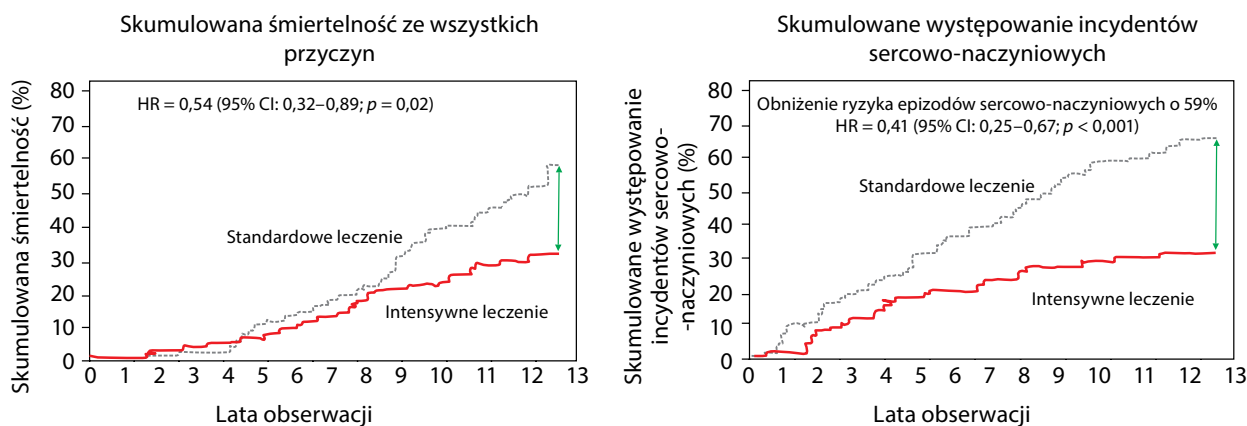 Skumulowana śmiertelność ze wszystkich
przyczyn
Skumulowana śmiertelność (%)
80
70
60
50
40
30
20
10
0
HR = 0,54 (95% CI: 0,32–0,89; p = 0,02)
Standardowe leczenie
Intensywne leczenie
0 1 2 3 4 5 6 7 8 9 10 11 12 13
Lata obserwacji
Skumulowane występowanie incydentów
sercowo-naczyniowych
Skumulowane występowanie
incydentów sercowo-
-naczyniowych (%)
80
70
60
50
40
30
20
10
0
Obniżenie ryzyka epizodów sercowo-naczyniowych o 59%
HR = 0,41 (95% CI: 0,25–0,67; p < 0,001)
Standardowe leczenie
Intensywne leczenie
0 1 2 3 4 5 6 7 8 9 10 11 12 13
Lata obserwacji